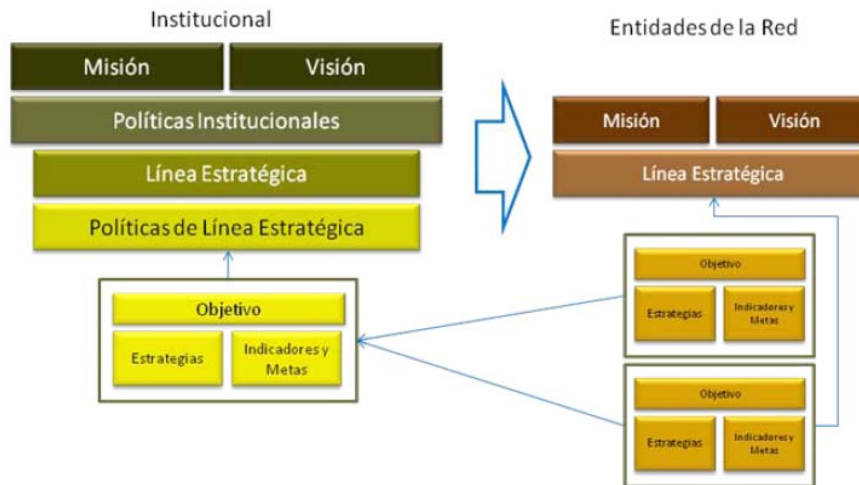 Institucional
Misión
Visión
Políticas Institucionales
Línea Estratégica
Políticas de Línea Estratégica
Objetivo
Estrategias
Indicadores y
Metas
Entidades de la Red
Misión
Visión
Línea Estratégica
Objetivo
Estrategias
Indicadores y
Metas
Objetivo
Estrategias
Indicadores y
Metas